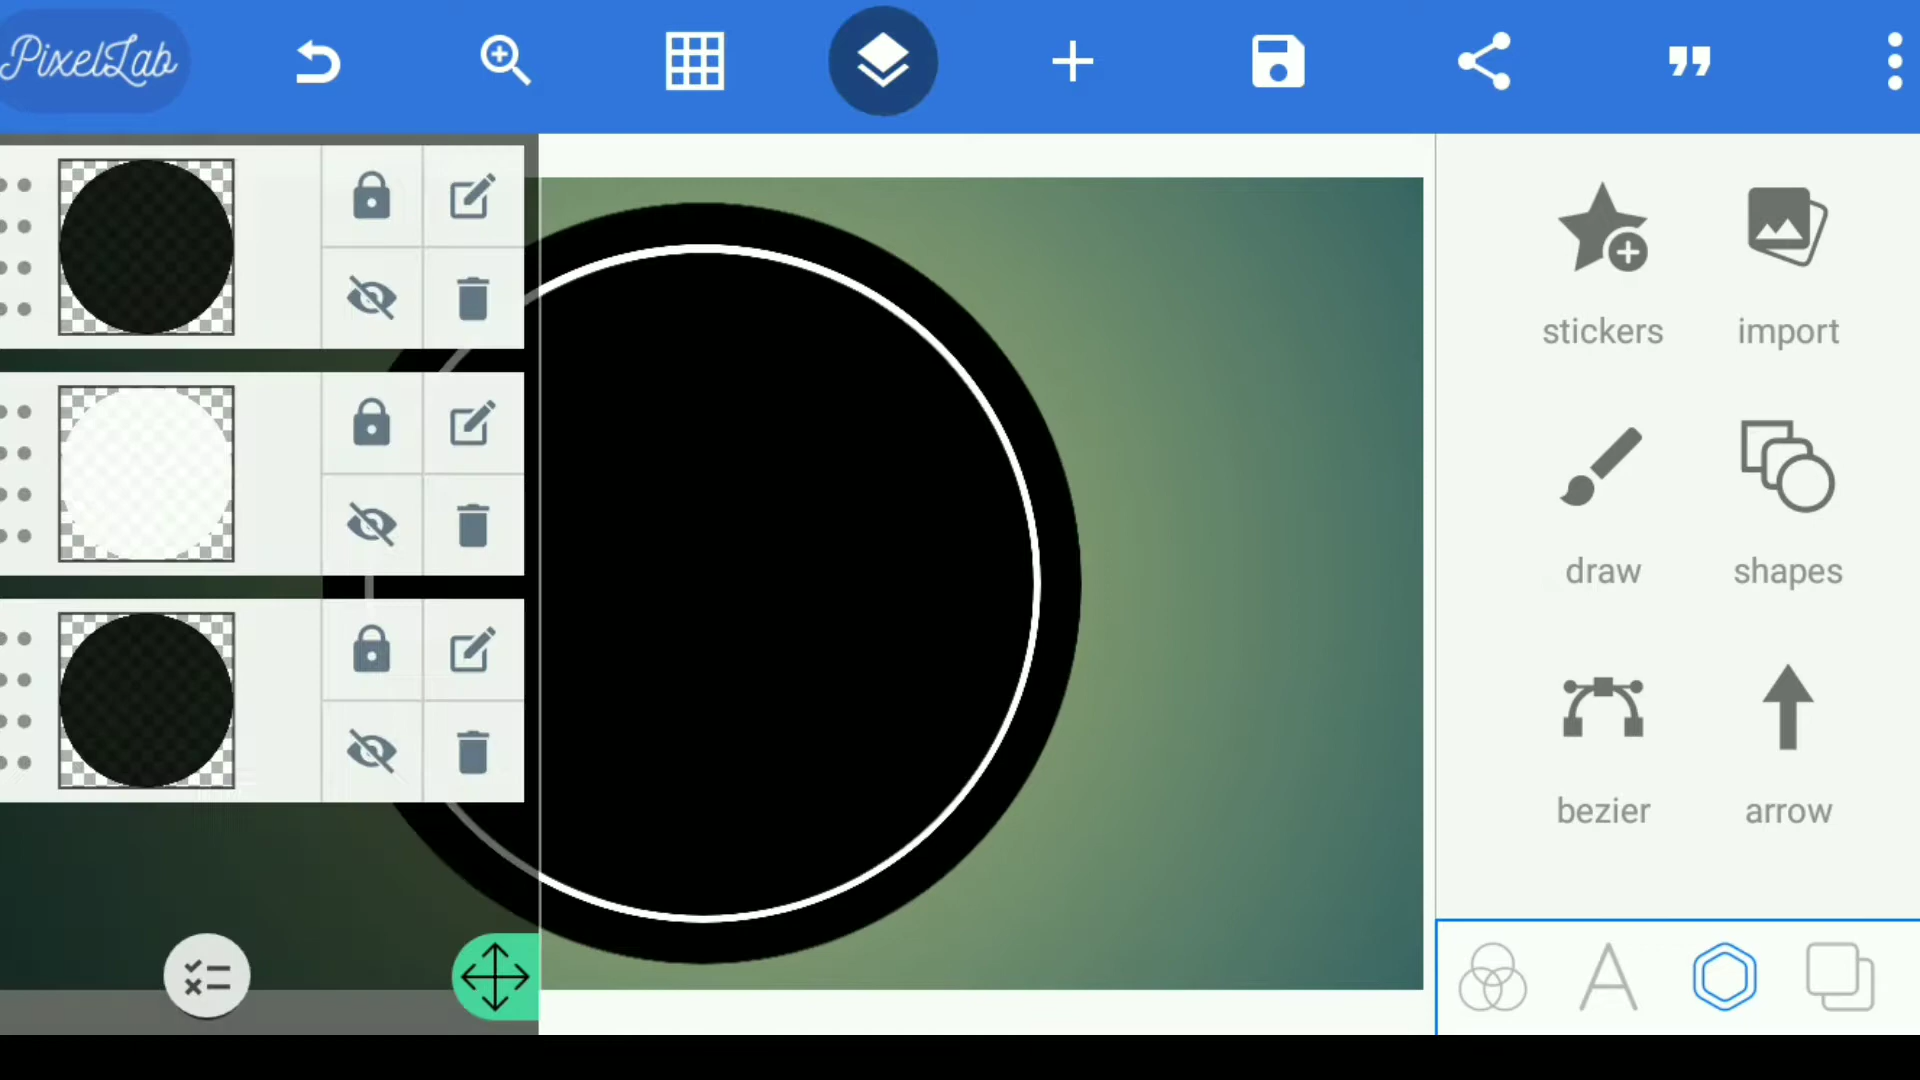 PixelLab
stickers
import
draw
shapes
bezier
arrow